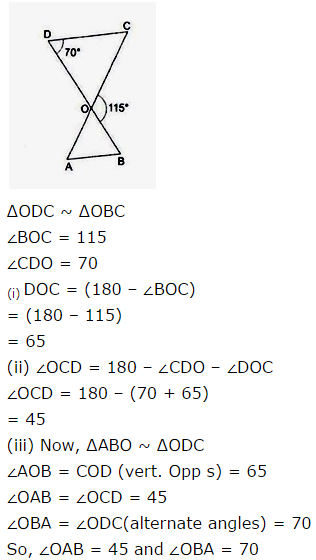 D
C
70°
O
115°
A
B
ΔODC ~ ΔOBC
∠BOC = 115
∠CDO = 70
(i) DOC = (180 – ∠BOC)
= (180 – 115)
= 65
(ii) ∠OCD = 180 – ∠CDO – ∠DOC
∠OCD = 180 – (70 + 65)
= 45
(iii) Now, ΔABO ~ ΔODC
∠AOB = COD (vert. Opp s) = 65
∠OAB = ∠OCD = 45
∠OBA = ∠ODC(alternate angles) = 70
So, ∠OAB = 45 and ∠OBA = 70